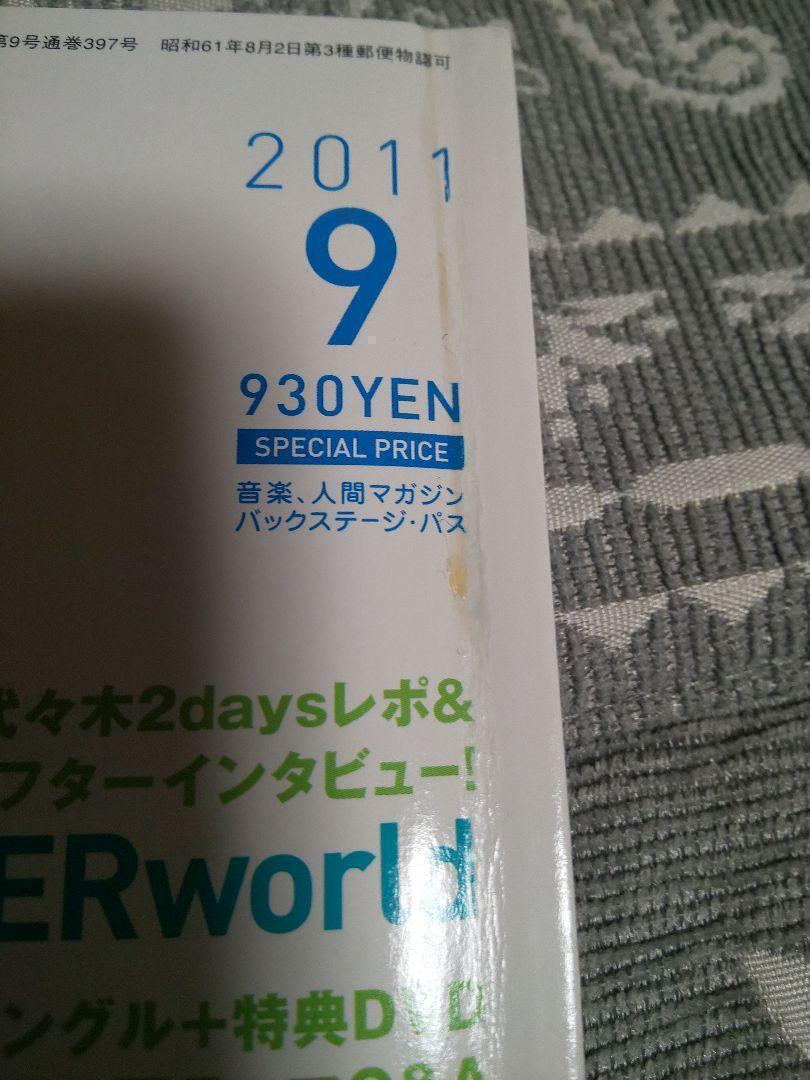 第9号通巻397号 昭和61年8月2日第3種郵便物認可
2011
9
930YEN
SPECIAL PRICE
音楽、人間マガジン
バックステージ・パス
代々木2daysレポ&
フターインタビュー!
ERworld
ングル+特典DVD